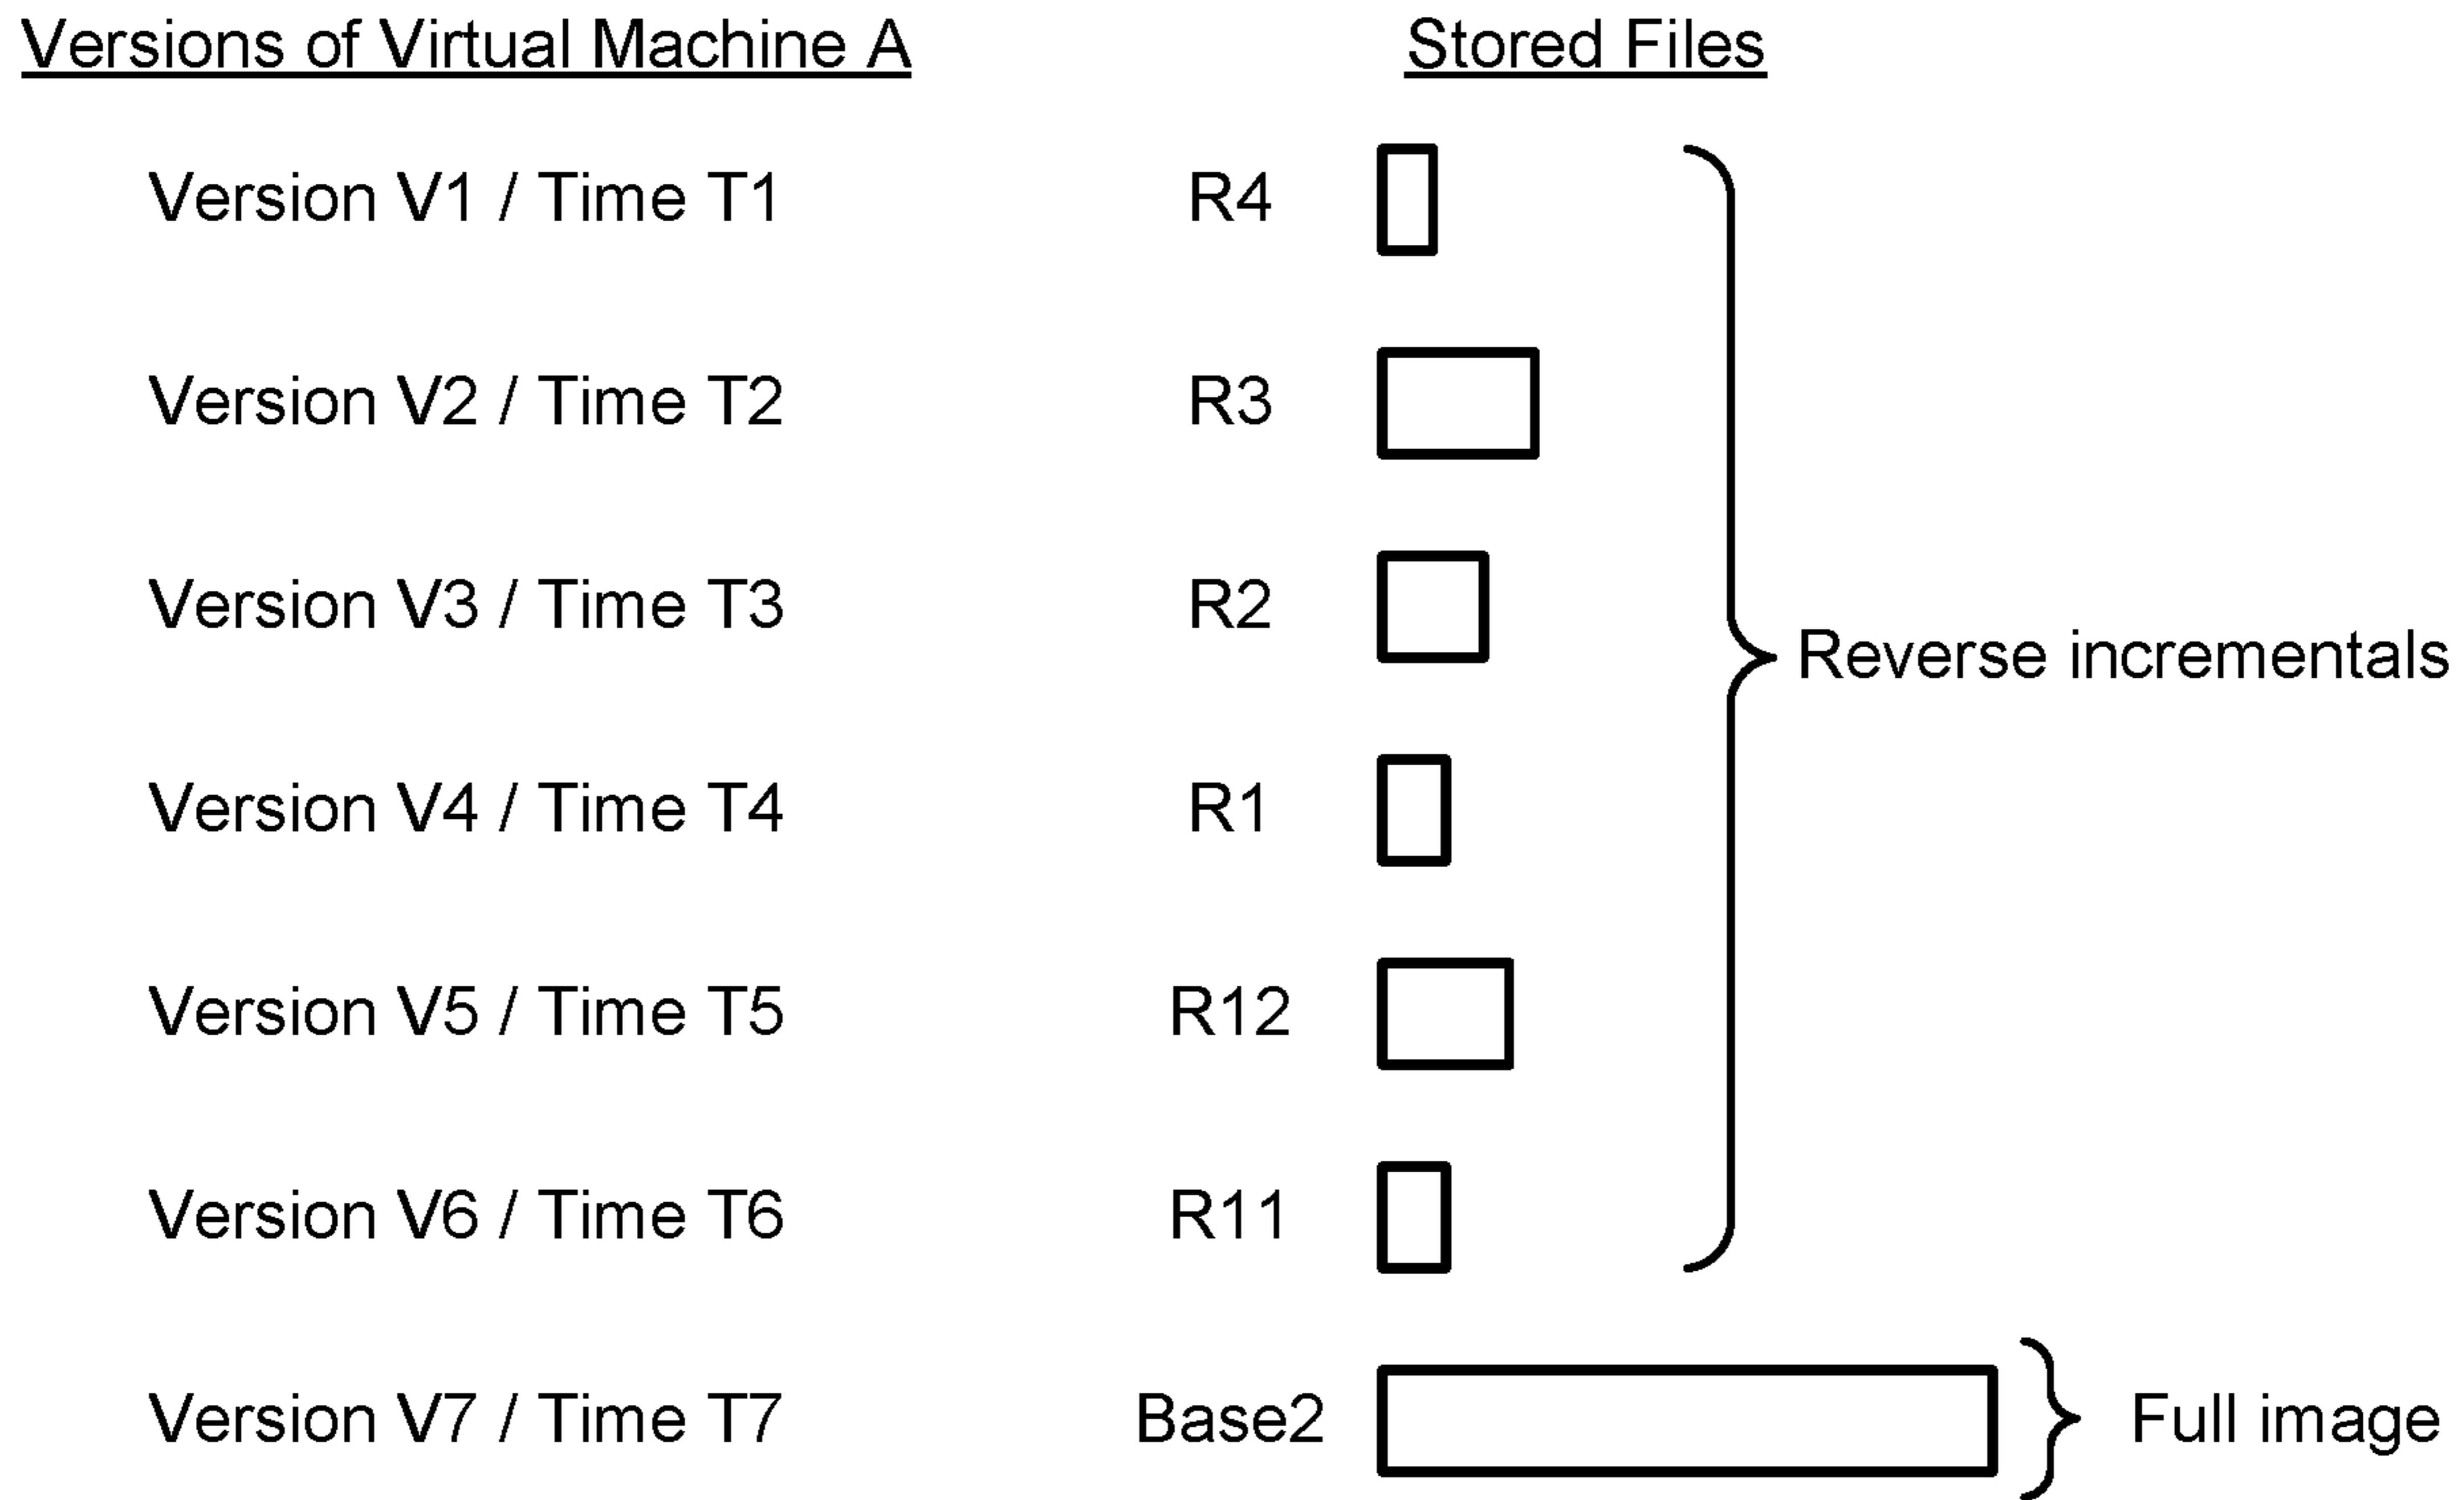 Versions of Virtual Machine A Stored Files
Version V1 / Time T1 R4
Version V2 / Time T2 R3
Version V3 / Time T3 R2
Reverse incrementals
Version V4 / Time T4 R1
Version V5 / Time T5 R12
Version V6 / Time T6 R11
Version V7 / Time T7 Base2 Full image